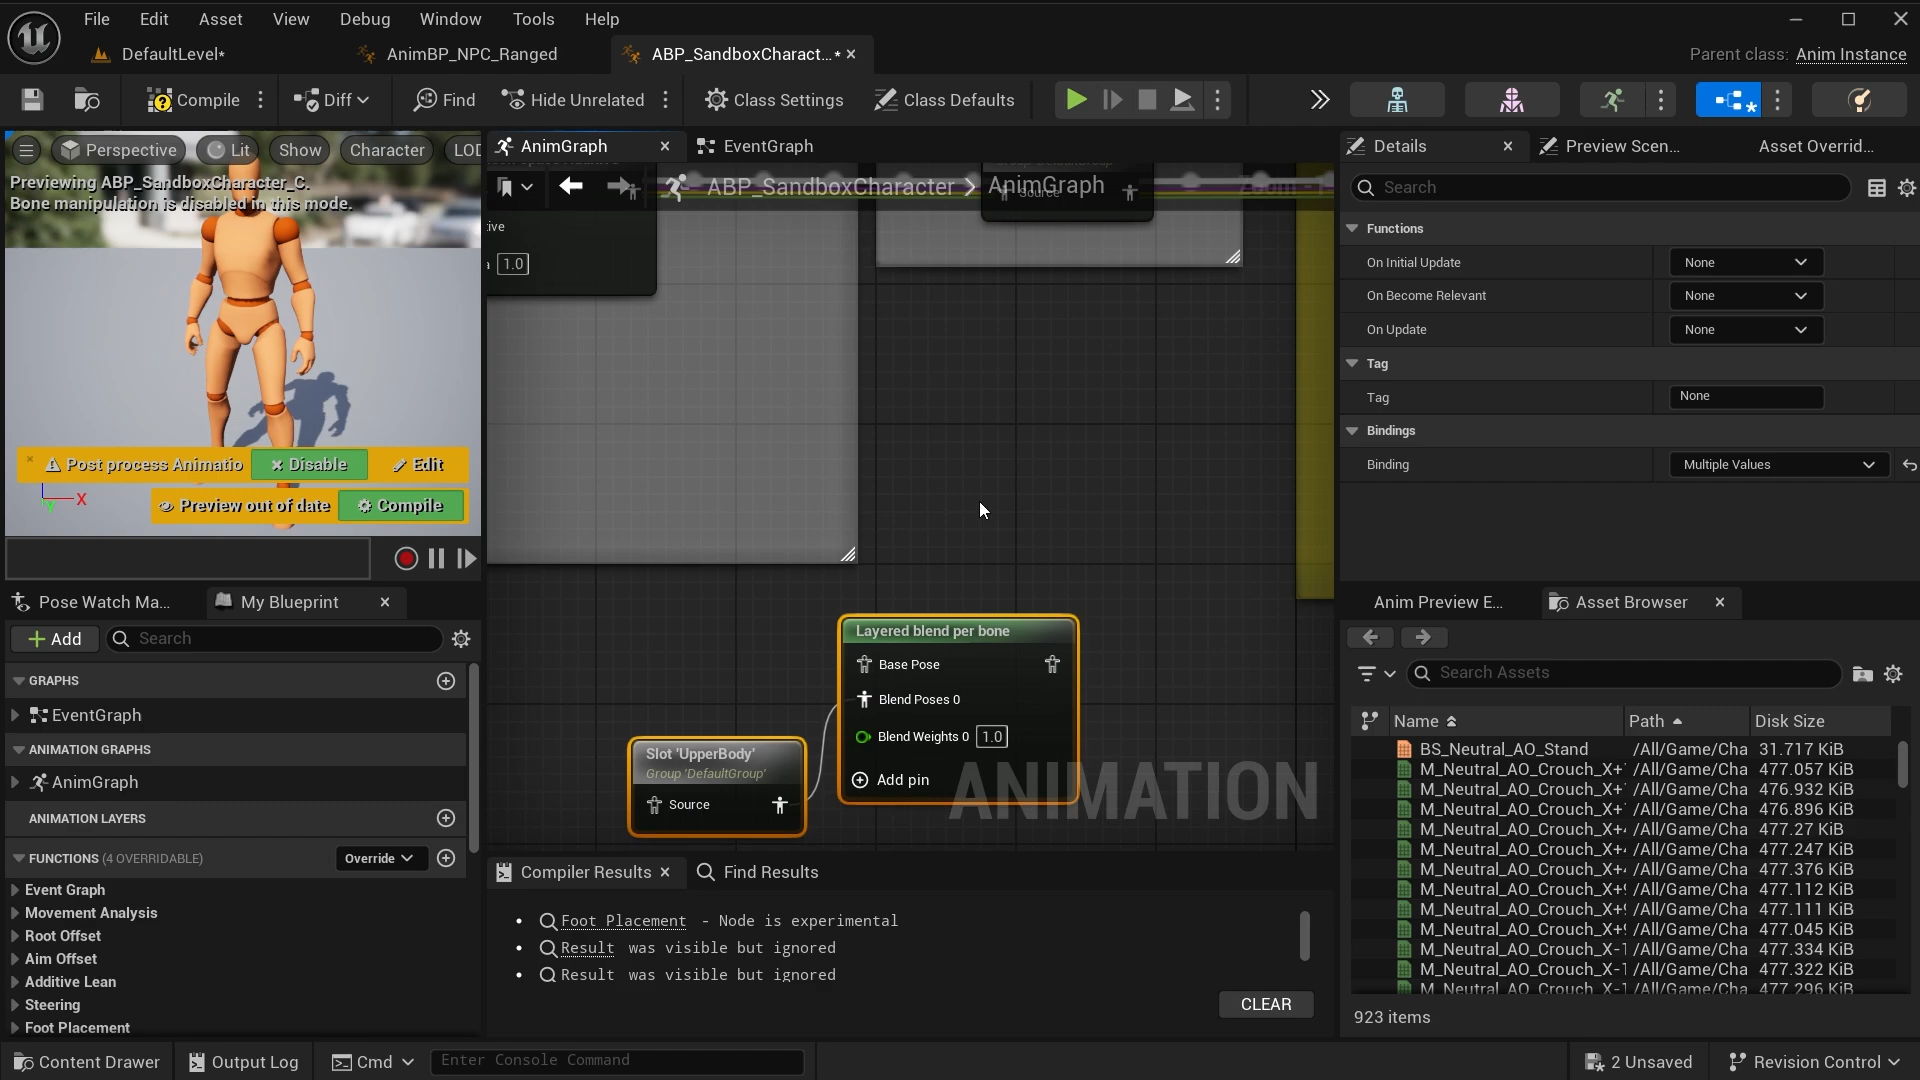 File Edit Asset View Debug Window Tools Help
DefaultLevel* AnimBP_NPC_Ranged ABP_SandboxCharact...* Parent class: Anim Instance
Compile Diff Find Hide Unrelated Class Settings Class Defaults
Perspective Lit Show Character LOD
Previewing ABP_SandboxCharacter_C.
Bone manipulation is disabled in this mode.
Post process Animatio Disable Edit
X
Y
Preview out of date Compile
Pose Watch Ma... My Blueprint
Add Search
GRAPHS
EventGraph
ANIMATION GRAPHS
AnimGraph
ANIMATION LAYERS
FUNCTIONS (4 OVERRIDABLE) Override
Event Graph
Movement Analysis
Root Offset
Aim Offset
Additive Lean
Steering
Foot Placement
AnimGraph EventGraph
ABP_SandboxCharacter > AnimGraph
Source
tive
a 1.0
Layered blend per bone
Base Pose
Blend Poses 0
Blend Weights 0 1.0
Add pin
Slot 'UpperBody'
Group 'DefaultGroup'
Source
ANIMATION
Compiler Results Find Results
• Foot Placement - Node is experimental
• Result was visible but ignored
• Result was visible but ignored
CLEAR
Details Preview Scen... Asset Overrid...
Search
Functions
On Initial Update None
On Become Relevant None
On Update None
Tag
Tag None
Bindings
Binding Multiple Values
Anim Preview E... Asset Browser
Search Assets
Name Path Disk Size
BS_Neutral_AO_Stand /All/Game/Cha 31.717 KiB
M_Neutral_AO_Crouch_X+ /All/Game/Cha 477.057 KiB
M_Neutral_AO_Crouch_X+ /All/Game/Cha 476.932 KiB
M_Neutral_AO_Crouch_X+ /All/Game/Cha 476.896 KiB
M_Neutral_AO_Crouch_X+ /All/Game/Cha 477.27 KiB
M_Neutral_AO_Crouch_X+ /All/Game/Cha 477.247 KiB
M_Neutral_AO_Crouch_X+ /All/Game/Cha 477.376 KiB
M_Neutral_AO_Crouch_X+ /All/Game/Cha 477.112 KiB
M_Neutral_AO_Crouch_X+ /All/Game/Cha 477.111 KiB
M_Neutral_AO_Crouch_X+ /All/Game/Cha 477.045 KiB
M_Neutral_AO_Crouch_X- /All/Game/Cha 477.334 KiB
M_Neutral_AO_Crouch_X- /All/Game/Cha 477.322 KiB
M_Neutral_AO_Crouch_X- /All/Game/Cha 477.296 KiB
923 items
Content Drawer Output Log Cmd Enter Console Command 2 Unsaved Revision Control